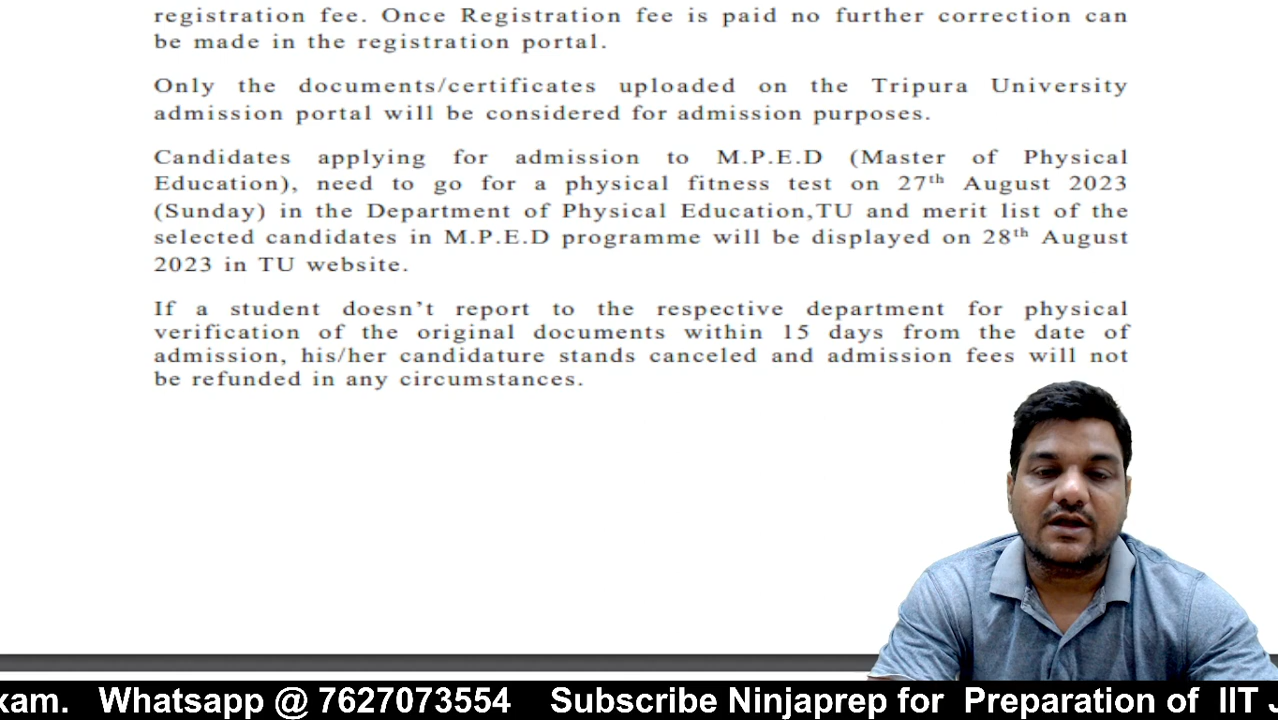 registration fee. Once Registration fee is paid no further correction can
be made in the registration portal.
Only the documents/certificates uploaded on the Tripura University
admission portal will be considered for admission purposes.
Candidates applying for admission to M.P.E.D (Master of Physical
Education), need to go for a physical fitness test on 27th August 2023
(Sunday) in the Department of Physical Education,TU and merit list of the
selected candidates in M.P.E.D programme will be displayed on 28th August
2023 in TU website.
If a student doesn’t report to the respective department for physical
verification of the original documents within 15 days from the date of
admission, his/her candidature stands canceled and admission fees will not
be refunded in any circumstances.
xam. Whatsapp @ 7627073554 Subscribe Ninjaprep for Preparation of IIT J